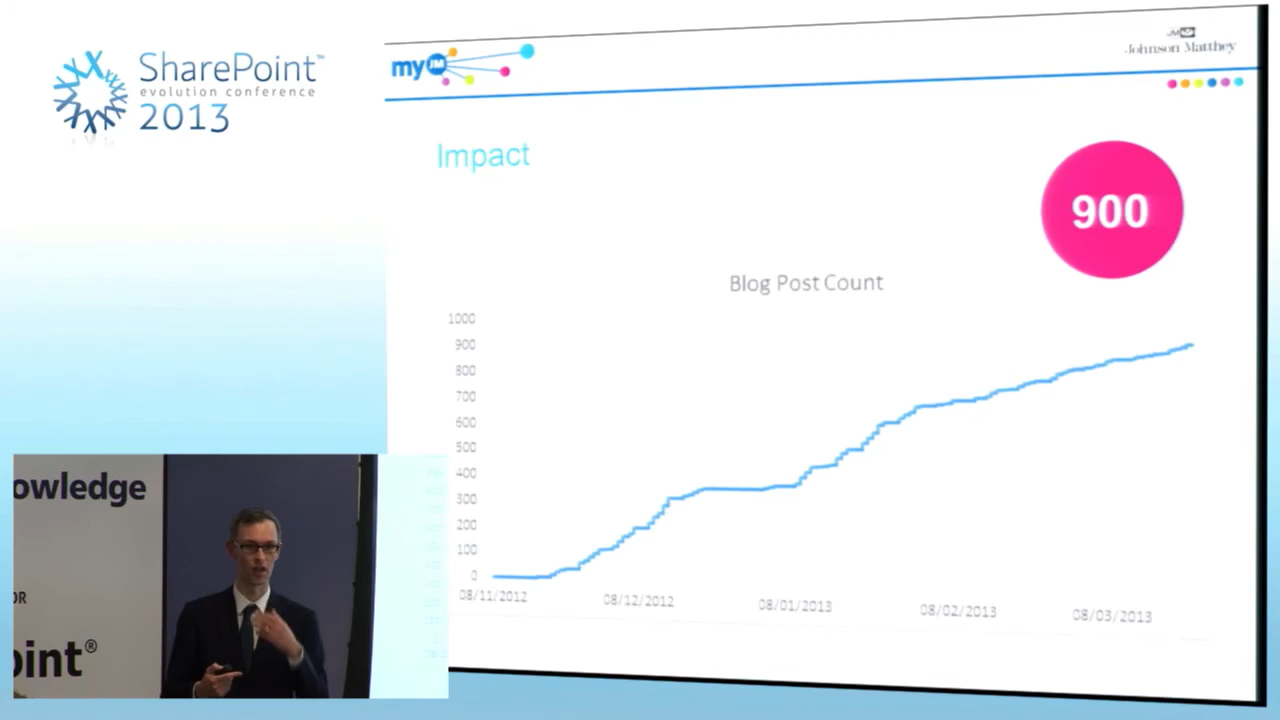 SharePoint™
evolution conference
2013
myJM
JM
Johnson Matthey
Impact
900
Blog Post Count
1000
900
800
700
600
500
400
300
200
100
0
08/11/2012
08/12/2012
08/01/2013
08/02/2013
08/03/2013
owledge
OR
oint®